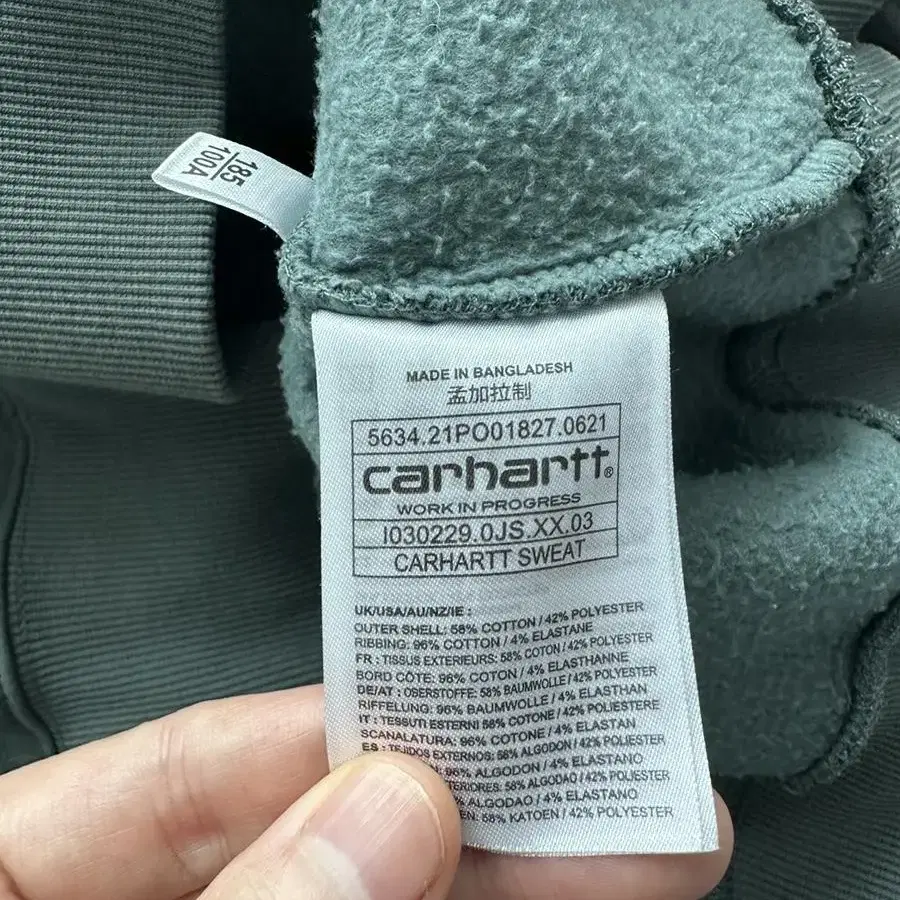 185
100A
MADE IN BANGLADESH
孟加拉制
5634.21PO01827.0621
carhartt®
WORK IN PROGRESS
I030229.0JS.XX.03
CARHARTT SWEAT
UK/USA/AU/NZ/IE :
OUTER SHELL: 58% COTTON / 42% POLYESTER
RIBBING: 96% COTTON / 4% ELASTANE
FR : TISSUS EXTERIEURS: 58% COTON / 42% POLYESTER
BORD CÔTE: 96% COTON / 4% ELASTHANNE
DE/AT : OBERSTOFFE: 58% BAUMWOLLE / 42% POLYESTER
RIFFELUNG: 96% BAUMWOLLE / 4% ELASTHAN
IT : TESSUTI ESTERNI 58% COTONE / 42% POLIESTERE
SCANALATURA: 96% COTONE / 4% ELASTAN
ES : TEJIDOS EXTERNOS: 58% ALGODON / 42% POLIESTER
96% ALGODON / 4% ELASTANO
58% ALGODAO / 42% POLIESTER
ALGODAO / 4% ELASTANO
58% KATOEN / 42% POLYESTER